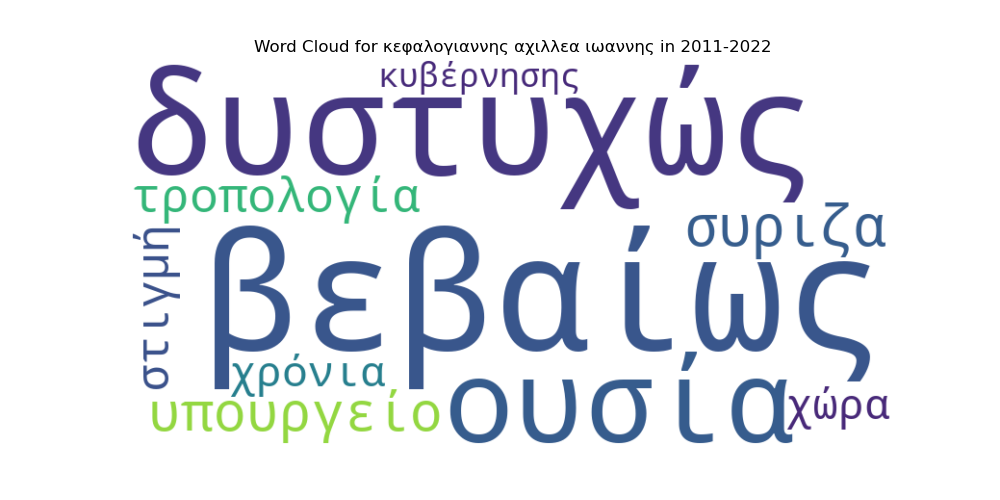 Word Cloud for κεφαλογιαννης αχιλλεα ιωαννης in 2011-2022
κυβέρνησης
δυστυχώς
τροπολογία
συριζα
στιγμή
βεβαίως
χρόνια
ουσία
υπουργείο
χώρα